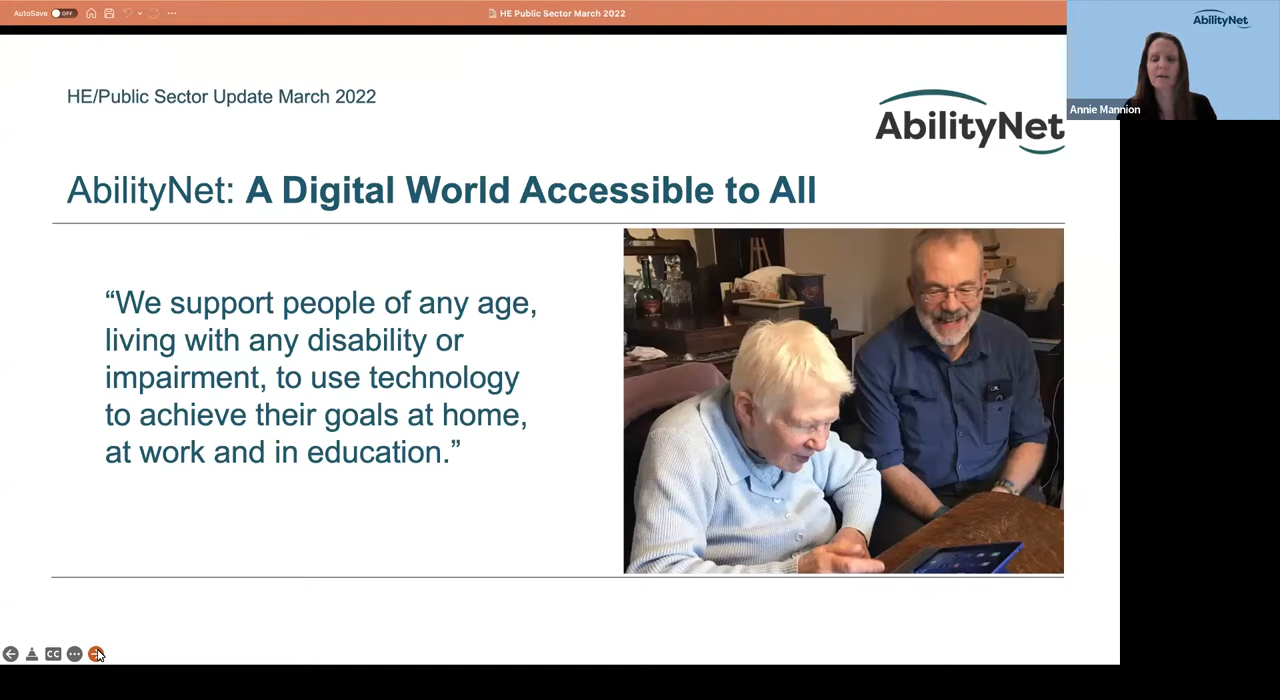 AutoSave
OFF
HE Public Sector March 2022
AbilityNet
Annie Mannion
HE/Public Sector Update March 2022
AbilityNet
AbilityNet: A Digital World Accessible to All
“We support people of any age,
living with any disability or
impairment, to use technology
to achieve their goals at home,
at work and in education.”
CC